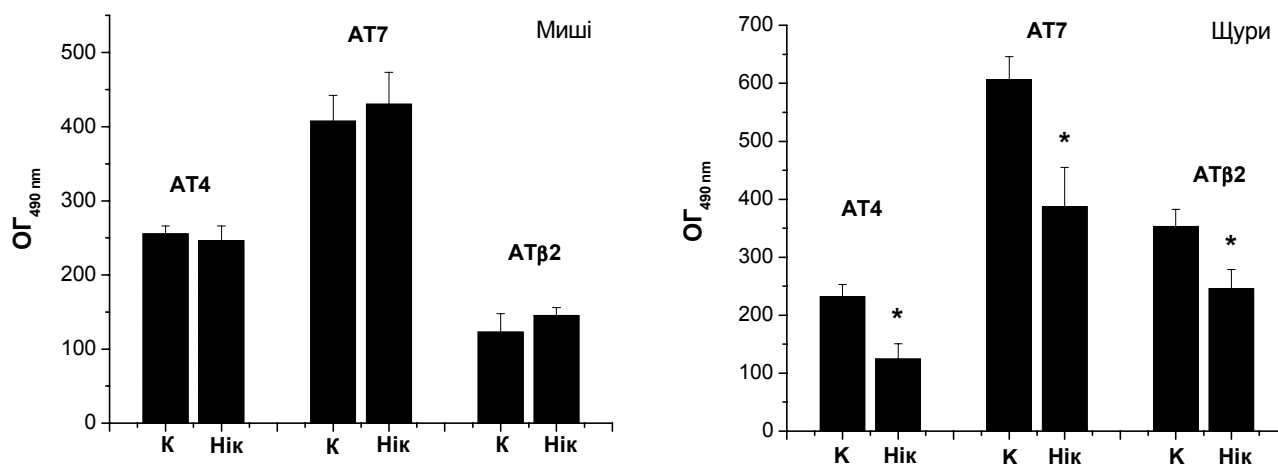 Миші
АТ7
АТ4
АТβ2
ОГ490 nm
500
400
300
200
100
0
К Нік К Нік К Нік
Щури
АТ7
АТβ2
АТ4
* * *
ОГ490 nm
700
600
500
400
300
200
100
0
К Нік К Нік К Нік